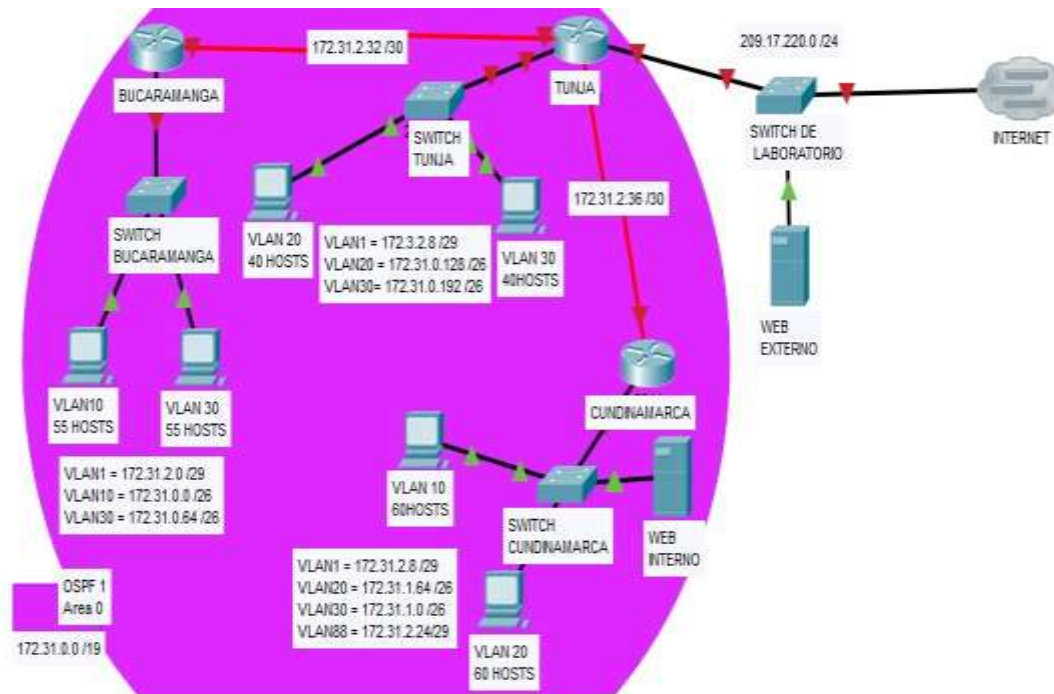 172.31.2.32 /30
209.17.220.0 /24
BUCARAMANGA
TUNJA
SWITCH
TUNJA
SWITCH DE
LABORATORIO
INTERNET
172.31.2:36 /30
SWITCH
BUCARAMANGA
VLAN 20
40 HOSTS
VLAN1 = 172.3.2.8 /29
VLAN20 = 172.31.0.128 /26
VLAN30= 172.31.0.192 /26
VLAN 30
40HOSTS
WEB
EXTERNO
VLAN10
55 HOSTS
VLAN 30
55 HOSTS
CUNDINAMARCA
VLAN1 = 172.31.2.0 /29
VLAN10 = 172.31.0.0 /26
VLAN30 = 172.31.0.64 /26
VLAN 10
60HOSTS
SWITCH
CUNDINAMARCA
WEB
INTERNO
VLAN1 = 172.31.2.8 /29
VLAN20 = 172.31.1.64 /26
VLAN30 = 172.31.1.0 /26
VLAN88 = 172.31.2.24/29
OSPF 1
Area 0
172.31.0.0 /19
VLAN 20
60 HOSTS